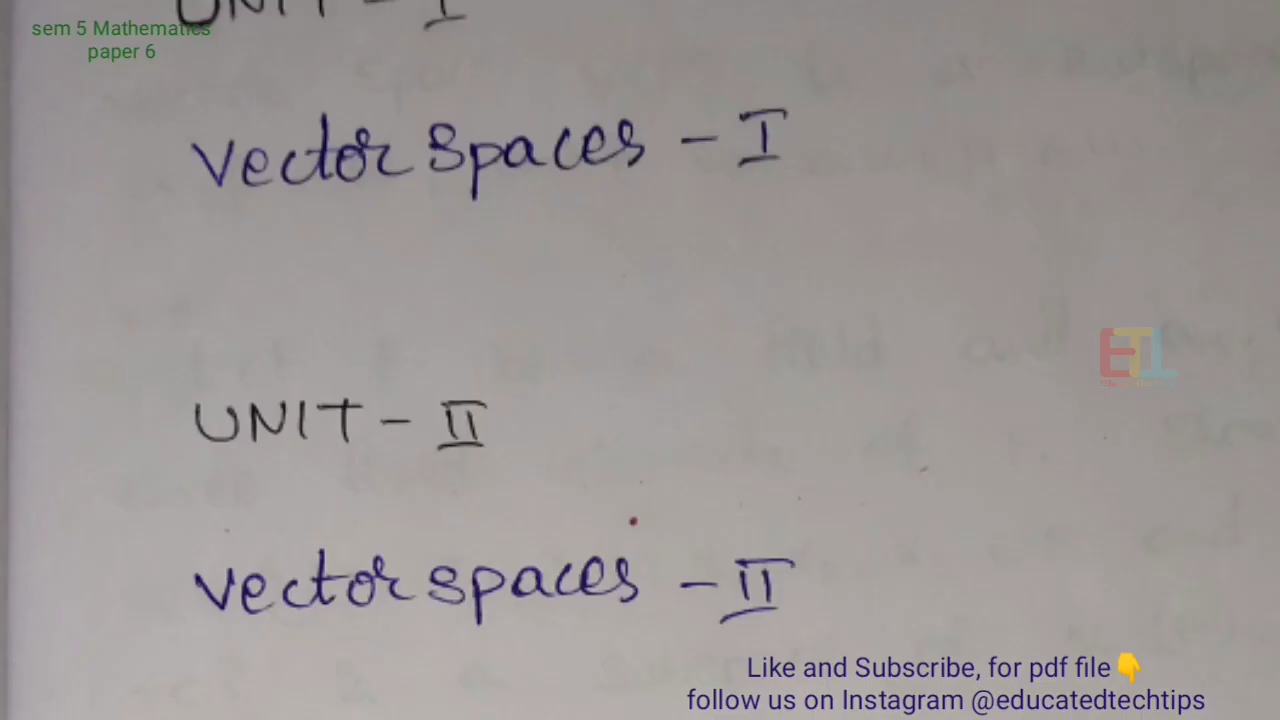 UNIT - I
sem 5 Mathematics
paper 6
Vector spaces - I
UNIT - II
vector spaces - II
Like and Subscribe, for pdf file👇
follow us on Instagram @educatedtechtips